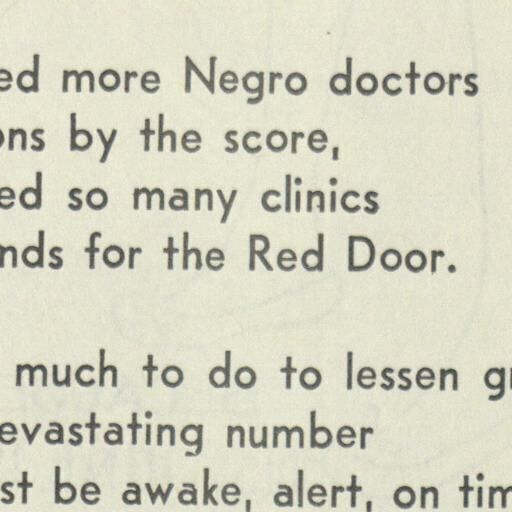 ed more Negro doctors
ons by the score,
ed so many clinics
nds for the Red Door.
much to do to lessen g
evastating number
st be awake, alert, on tim